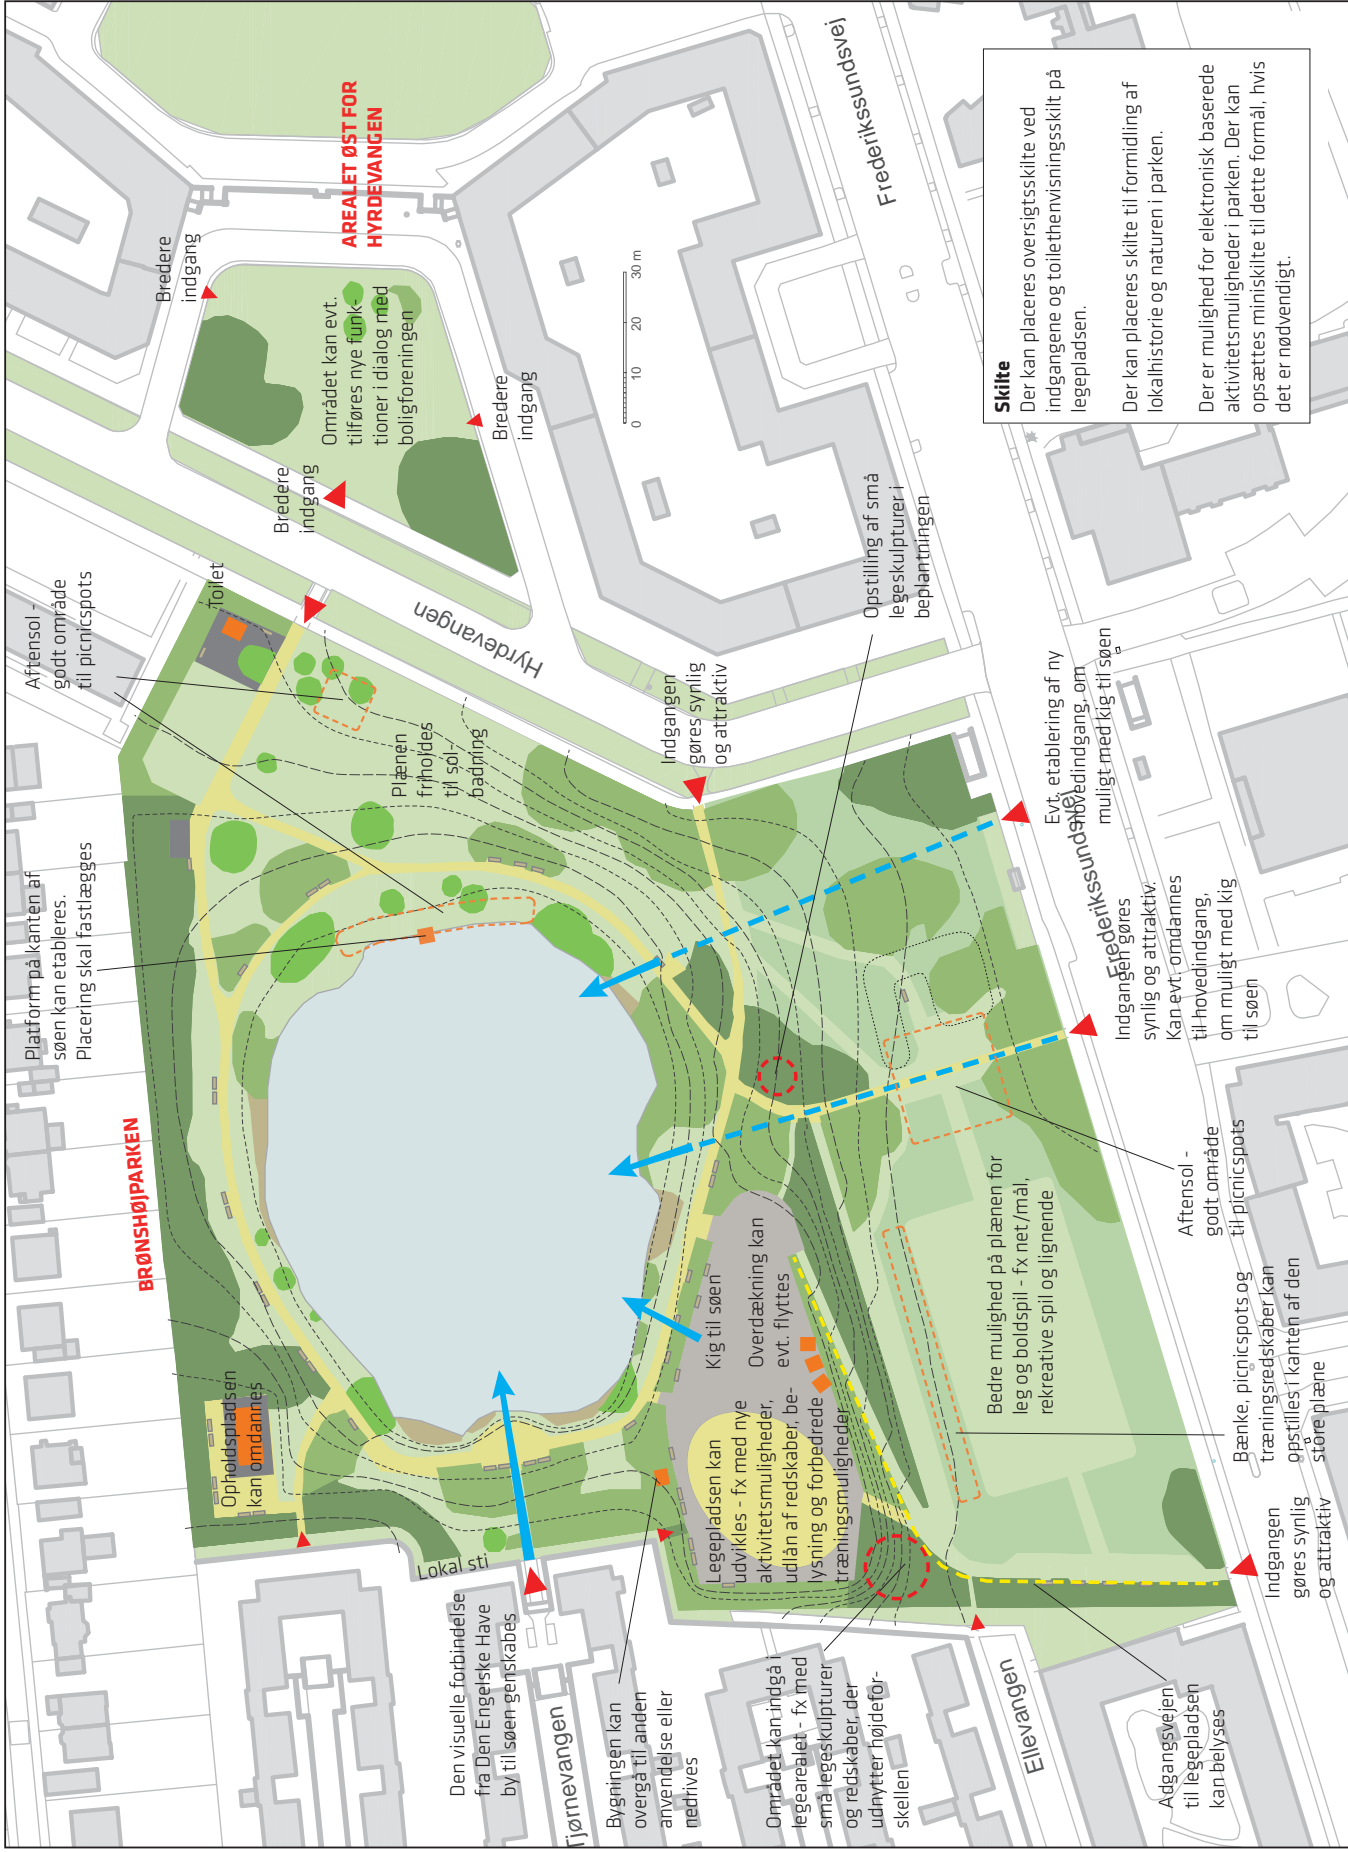 BRØNSHØJPARKEN
AREALET ØST FOR
HYRDEVANGEN
Platform på kanten af
søen kan etableres.
Placering skal fastlægges
Aftensol -
godt område
til picnicspots
Toilet
Bredere
indgang
Bredere
indgang
Bredere
indgang
Området kan evt.
tilføres nye funk-
tioner i dialog med
boligforeningen
Opholdspladsen
kan omdannes
Plænen
friholdes
til sol-
badning
Hyrdevangen
Lokal sti
Den visuelle forbindelse
fra Den Engelske Have
by til søen genskabes
Tjørnevangen
Bygningen kan
overgå til anden
anvendelse eller
nedrives
Kig til søen
Overdækning kan
evt. flyttes
Legepladsen kan
udvikles - fx med nye
aktivitetsmuligheder,
udlån af redskaber, be-
lysning og forbedrede
træningsmuligheder
Indgangen
gøres synlig
og attraktiv
0
10
20
30 m
Området kan indgå i
legearealet - fx med
små legeskulpturer
og redskaber, der
udnytter højdefor-
skellen
Opstilling af små
legeskulpturer i
beplantningen
Frederikssundsvej
Ellevangen
Bedre mulighed på plænen for
leg og boldspil - fx net/mål,
rekreative spil og lignende
Evt. etablering af ny
hovedindgang, om
muligt med kig til søen
Frederikssundsvej
Indgangen gøres
synlig og attraktiv.
Kan evt. omdannes
til hovedindgang,
om muligt med kig
til søen
Aftensol -
godt område
til picnicspots
Bænke, picnicspots og
træningsredskaber kan
opstilles i kanten af den
store plæne
Indgangen
gøres synlig
og attraktiv
Adgangsvejen
til legepladsen
kan belyses
Skilte
Der kan placeres oversigtsskilte ved
indgangene og toilethenvisningsskilt på
legepladsen.
Der kan placeres skilte til formidling af
lokalhistorie og naturen i parken.
Der er mulighed for elektronisk baserede
aktivitetsmuligheder i parken. Der kan
opsættes miniskilte til dette formål, hvis
det er nødvendigt.